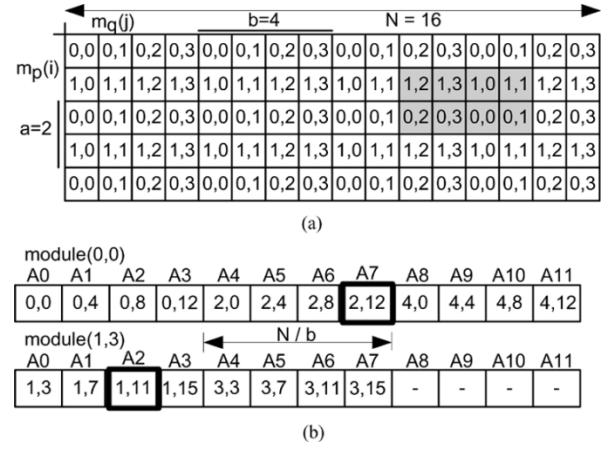 mq(j) b=4 N = 16
0,0 0,1 0,2 0,3 0,0 0,1 0,2 0,3 0,0 0,1 0,2 0,3 0,0 0,1 0,2 0,3
mp(i)
1,0 1,1 1,2 1,3 1,0 1,1 1,2 1,3 1,0 1,1 1,2 1,3 1,0 1,1 1,2 1,3
0,0 0,1 0,2 0,3 0,0 0,1 0,2 0,3 0,0 0,1 0,2 0,3 0,0 0,1 0,2 0,3
a=2
1,0 1,1 1,2 1,3 1,0 1,1 1,2 1,3 1,0 1,1 1,2 1,3 1,0 1,1 1,2 1,3
0,0 0,1 0,2 0,3 0,0 0,1 0,2 0,3 0,0 0,1 0,2 0,3 0,0 0,1 0,2 0,3
(a)
module(0,0)
A0 A1 A2 A3 A4 A5 A6 A7 A8 A9 A10 A11
0,0 0,4 0,8 0,12 2,0 2,4 2,8 2,12 4,0 4,4 4,8 4,12
module(1,3) N / b
A0 A1 A2 A3 A4 A5 A6 A7 A8 A9 A10 A11
1,3 1,7 1,11 1,15 3,3 3,7 3,11 3,15 - - - -
(b)